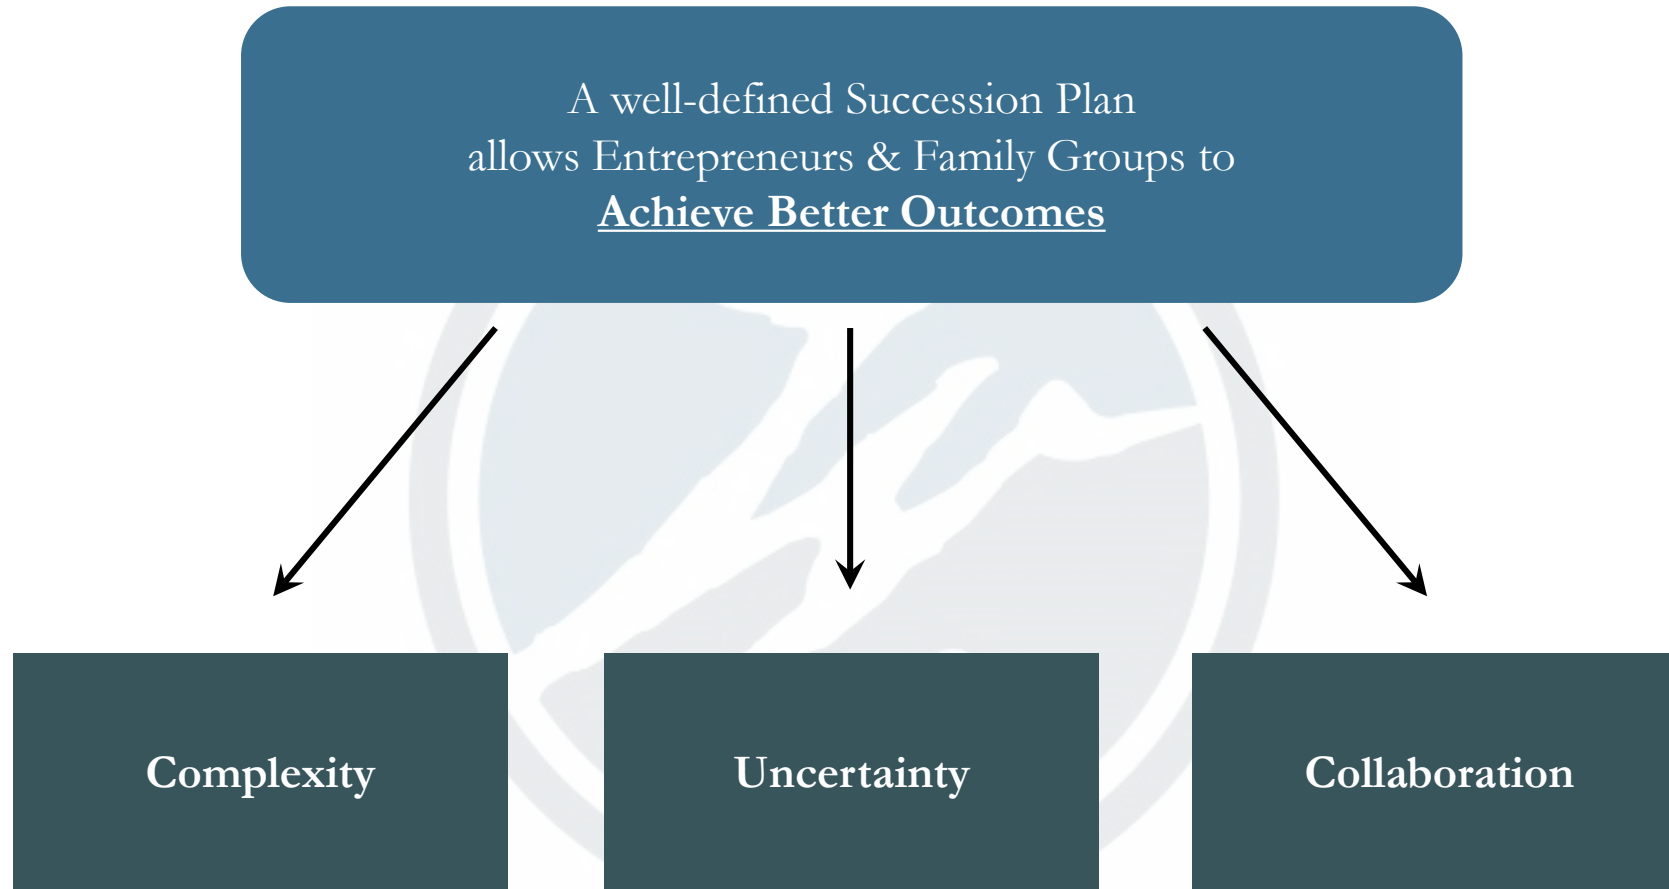 A well-defined Succession Plan
allows Entrepreneurs & Family Groups to
Achieve Better Outcomes
Complexity
Uncertainty
Collaboration